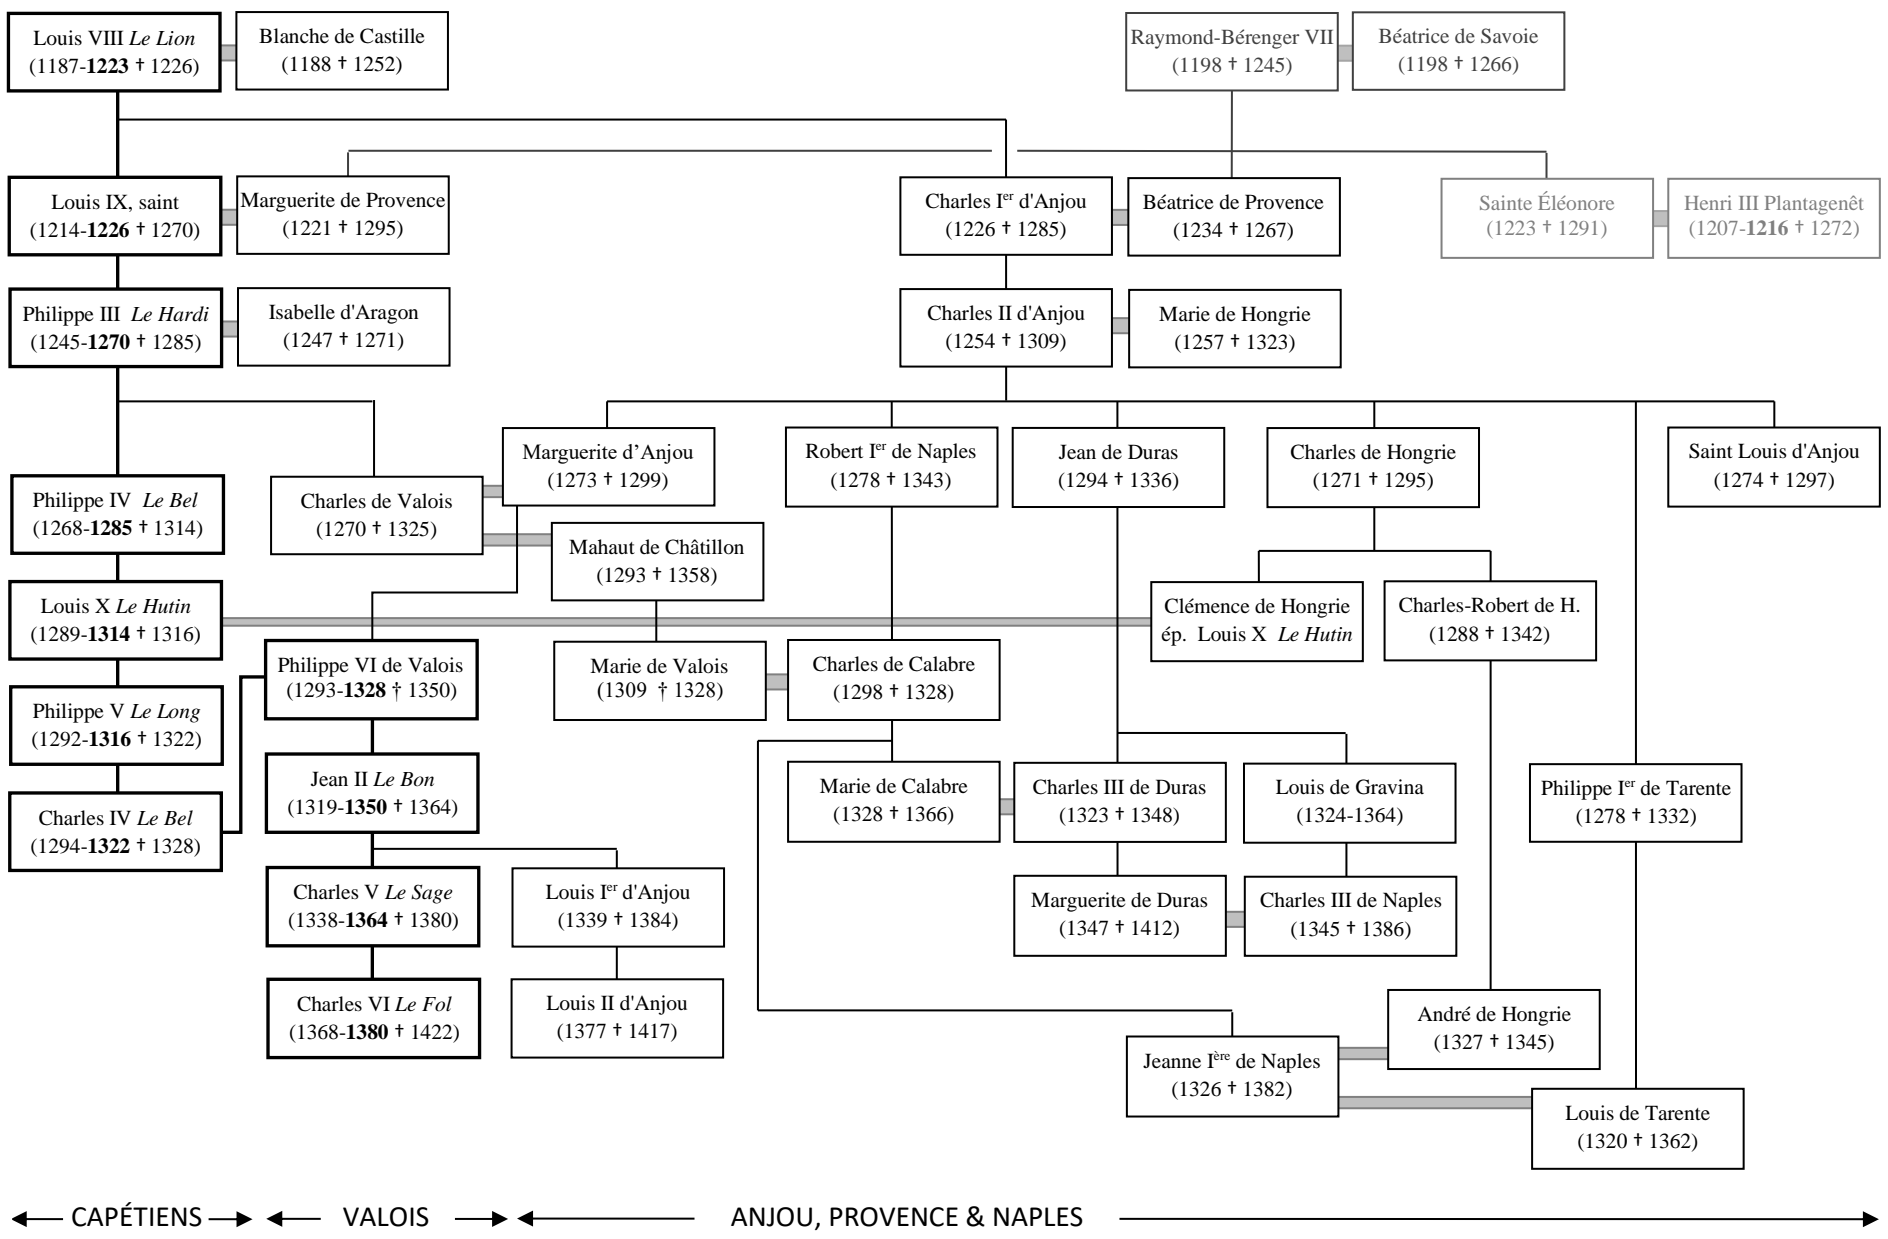 Louis VIII Le Lion
(1187-1223 † 1226)
Blanche de Castille
(1188 † 1252)
Raymond-Bérenger VII
(1198 † 1245)
Béatrice de Savoie
(1198 † 1266)
Louis IX, saint
(1214-1226 † 1270)
Marguerite de Provence
(1221 † 1295)
Charles Ier d'Anjou
(1226 † 1285)
Béatrice de Provence
(1234 † 1267)
Sainte Éléonore
(1223 † 1291)
Henri III Plantagenêt
(1207-1216 † 1272)
Philippe III Le Hardi
(1245-1270 † 1285)
Isabelle d'Aragon
(1247 † 1271)
Charles II d'Anjou
(1254 † 1309)
Marie de Hongrie
(1257 † 1323)
Marguerite d’Anjou
(1273 † 1299)
Robert Ier de Naples
(1278 † 1343)
Jean de Duras
(1294 † 1336)
Charles de Hongrie
(1271 † 1295)
Saint Louis d'Anjou
(1274 † 1297)
Philippe IV Le Bel
(1268-1285 † 1314)
Charles de Valois
(1270 † 1325)
Mahaut de Châtillon
(1293 † 1358)
Louis X Le Hutin
(1289-1314 † 1316)
Clémence de Hongrie
ép. Louis X Le Hutin
Charles-Robert de H.
(1288 † 1342)
Philippe VI de Valois
(1293-1328 † 1350)
Marie de Valois
(1309 † 1328)
Charles de Calabre
(1298 † 1328)
Philippe V Le Long
(1292-1316 † 1322)
Jean II Le Bon
(1319-1350 † 1364)
Marie de Calabre
(1328 † 1366)
Charles III de Duras
(1323 † 1348)
Louis de Gravina
(1324-1364)
Philippe Ier de Tarente
(1278 † 1332)
Charles IV Le Bel
(1294-1322 † 1328)
Charles V Le Sage
(1338-1364 † 1380)
Louis Ier d'Anjou
(1339 † 1384)
Marguerite de Duras
(1347 † 1412)
Charles III de Naples
(1345 † 1386)
Charles VI Le Fol
(1368-1380 † 1422)
Louis II d'Anjou
(1377 † 1417)
André de Hongrie
(1327 † 1345)
Jeanne Ière de Naples
(1326 † 1382)
Louis de Tarente
(1320 † 1362)
CAPÉTIENS
VALOIS
ANJOU, PROVENCE & NAPLES